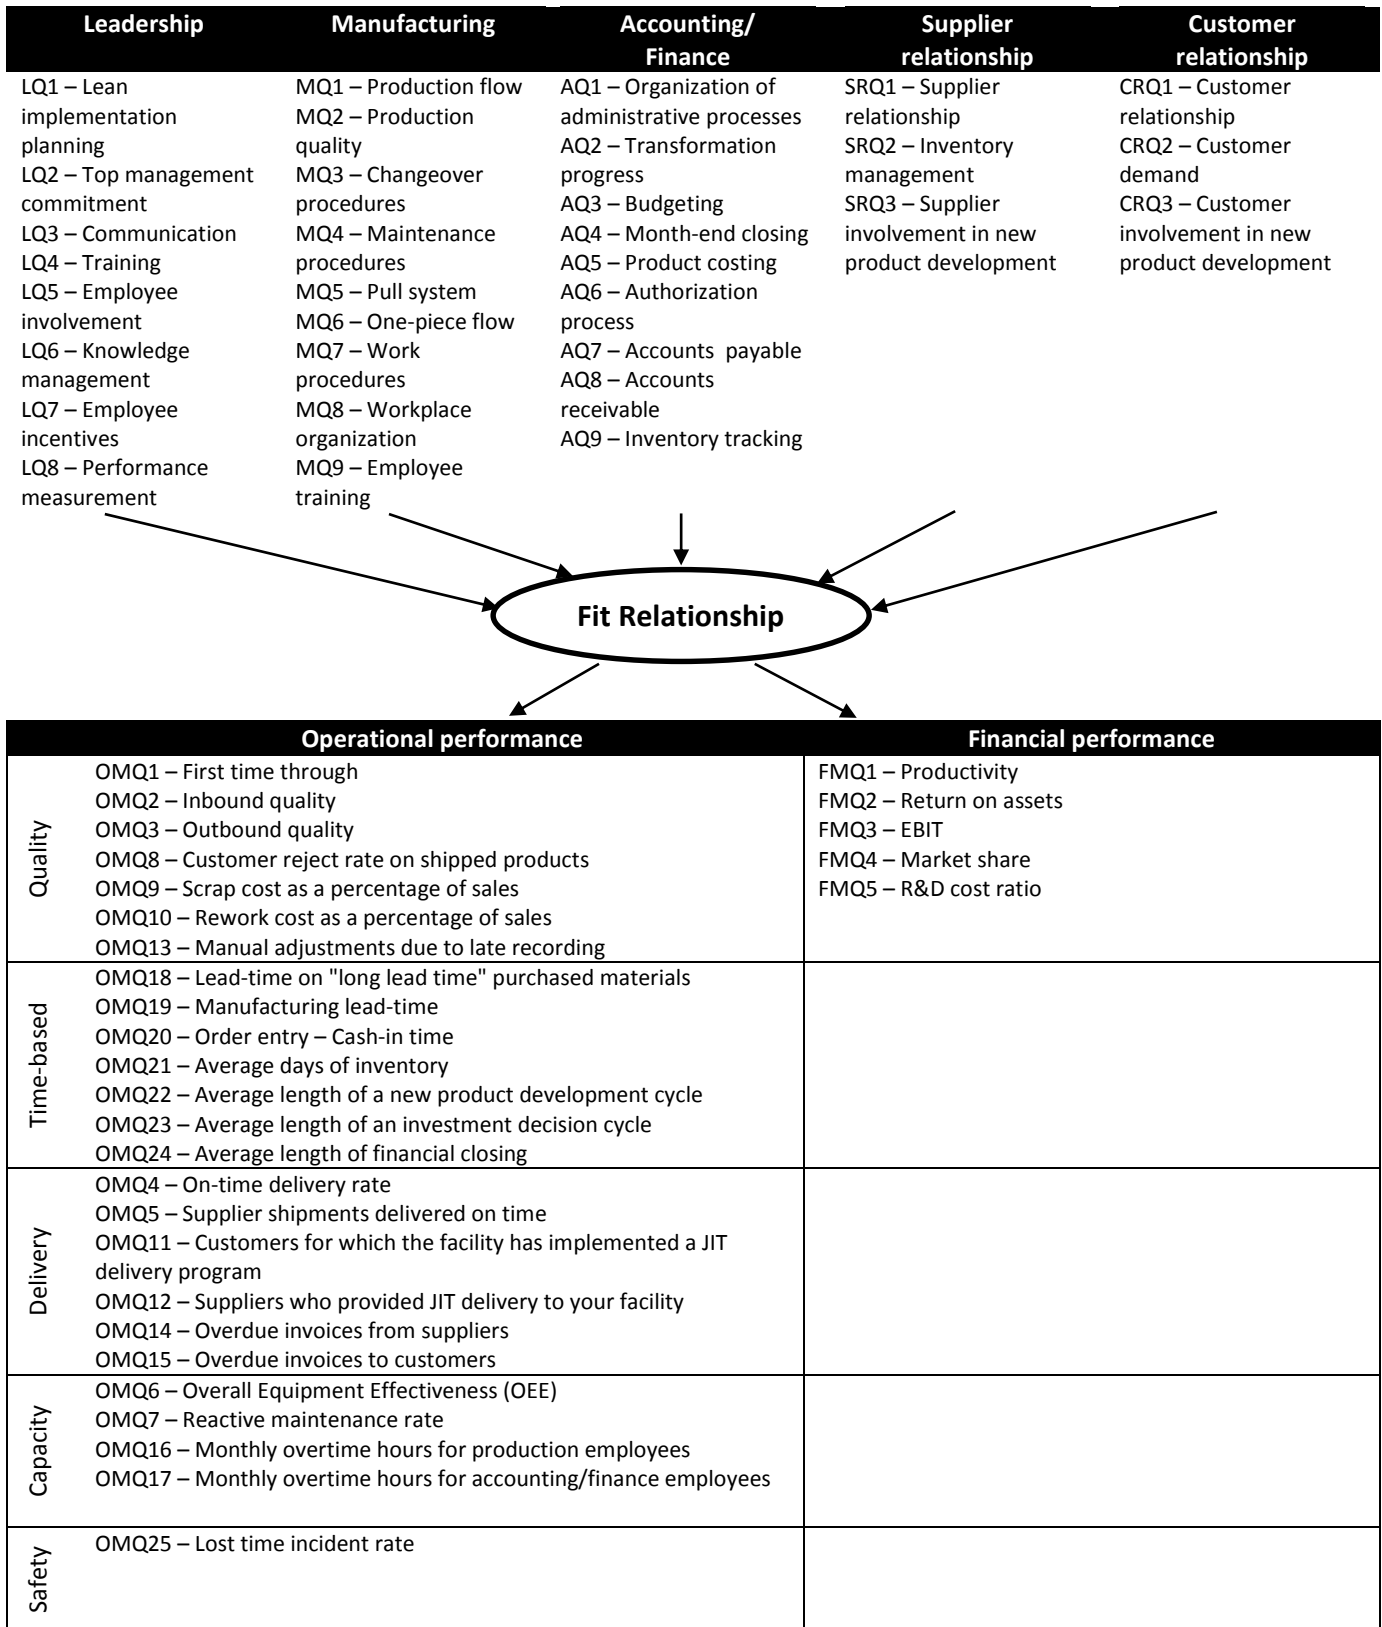 Leadership
Manufacturing
Accounting/
Finance
Supplier
relationship
Customer
relationship
LQ1 – Lean
implementation
planning
LQ2 – Top management
commitment
LQ3 – Communication
LQ4 – Training
LQ5 – Employee
involvement
LQ6 – Knowledge
management
LQ7 – Employee
incentives
LQ8 – Performance
measurement
MQ1 – Production flow
MQ2 – Production
quality
MQ3 – Changeover
procedures
MQ4 – Maintenance
procedures
MQ5 – Pull system
MQ6 – One-piece flow
MQ7 – Work
procedures
MQ8 – Workplace
organization
MQ9 – Employee
training
AQ1 – Organization of
administrative processes
AQ2 – Transformation
progress
AQ3 – Budgeting
AQ4 – Month-end closing
AQ5 – Product costing
AQ6 – Authorization
process
AQ7 – Accounts  payable
AQ8 – Accounts
receivable
AQ9 – Inventory tracking
SRQ1 – Supplier
relationship
SRQ2 – Inventory
management
SRQ3 – Supplier
involvement in new
product development
CRQ1 – Customer
relationship
CRQ2 – Customer
demand
CRQ3 – Customer
involvement in new
product development
Fit Relationship
Operational performance
Financial performance
Quality
OMQ1 – First time through
OMQ2 – Inbound quality
OMQ3 – Outbound quality
OMQ8 – Customer reject rate on shipped products
OMQ9 – Scrap cost as a percentage of sales
OMQ10 – Rework cost as a percentage of sales
OMQ13 – Manual adjustments due to late recording
FMQ1 – Productivity
FMQ2 – Return on assets
FMQ3 – EBIT
FMQ4 – Market share
FMQ5 – R&D cost ratio
Time-based
OMQ18 – Lead-time on "long lead time" purchased materials
OMQ19 – Manufacturing lead-time
OMQ20 – Order entry – Cash-in time
OMQ21 – Average days of inventory
OMQ22 – Average length of a new product development cycle
OMQ23 – Average length of an investment decision cycle
OMQ24 – Average length of financial closing
Delivery
OMQ4 – On-time delivery rate
OMQ5 – Supplier shipments delivered on time
OMQ11 – Customers for which the facility has implemented a JIT
delivery program
OMQ12 – Suppliers who provided JIT delivery to your facility
OMQ14 – Overdue invoices from suppliers
OMQ15 – Overdue invoices to customers
Capacity
OMQ6 – Overall Equipment Effectiveness (OEE)
OMQ7 – Reactive maintenance rate
OMQ16 – Monthly overtime hours for production employees
OMQ17 – Monthly overtime hours for accounting/finance employees
Safety
OMQ25 – Lost time incident rate